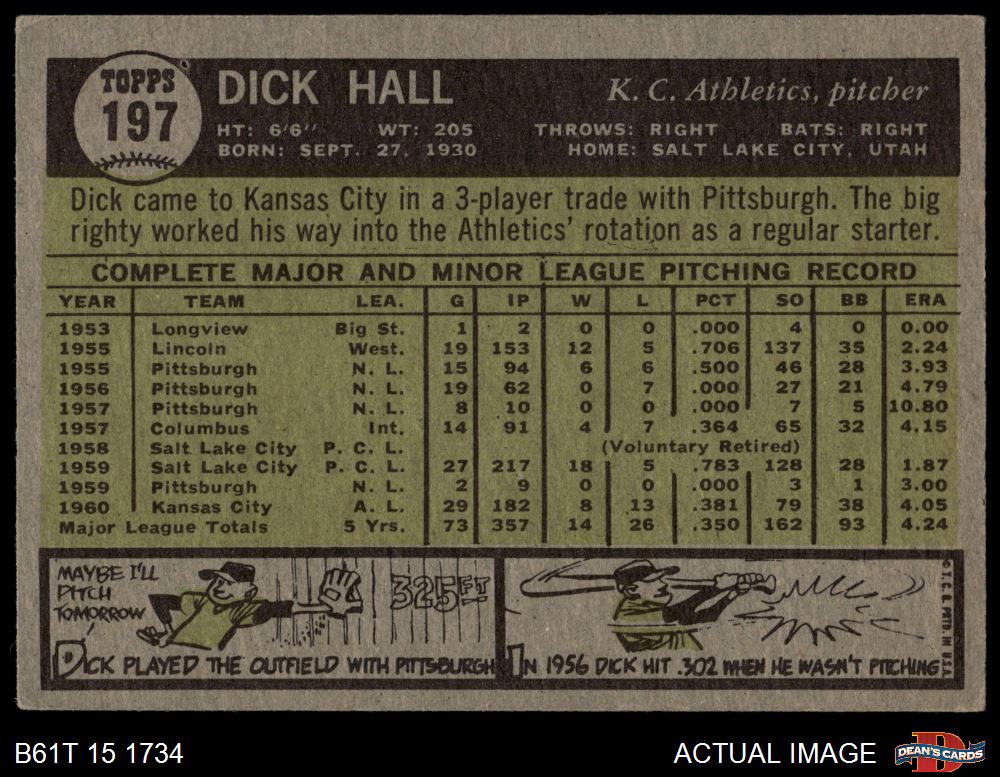 TOPPS
197
DICK HALL
K. C. Athletics, pitcher
HT: 6'6" WT: 205 THROWS: RIGHT BATS: RIGHT
BORN: SEPT. 27, 1930 HOME: SALT LAKE CITY, UTAH
Dick came to Kansas City in a 3-player trade with Pittsburgh. The big
righty worked his way into the Athletics' rotation as a regular starter.
COMPLETE MAJOR AND MINOR LEAGUE PITCHING RECORD
YEAR TEAM LEA. G IP W L PCT SO BB ERA
1953 Longview Big St. 1 2 0 0 .000 4 0 0.00
1955 Lincoln West. 19 153 12 5 .706 137 35 2.24
1955 Pittsburgh N. L. 15 94 6 6 .500 46 28 3.93
1956 Pittsburgh N. L. 19 62 0 7 .000 27 21 4.79
1957 Pittsburgh N. L. 8 10 0 0 .000 7 5 10.80
1957 Columbus Int. 14 91 4 7 .364 65 32 4.15
1958 Salt Lake City P. C. L. (Voluntary Retired)
1959 Salt Lake City P. C. L. 27 217 18 5 .783 128 28 1.87
1959 Pittsburgh N. L. 2 9 0 0 .000 3 1 3.00
1960 Kansas City A. L. 29 182 8 13 .381 79 38 4.05
Major League Totals 5 Yrs. 73 357 14 26 .350 162 93 4.24
MAYBE I'LL
PITCH
TOMORROW
325 FT
DICK PLAYED THE OUTFIELD WITH PITTSBURGH
IN 1956 DICK HIT .302 WHEN HE WASN'T PITCHING
© T.C.G. PRTD. IN U.S.A.
B61T 15 1734
ACTUAL IMAGE
D
DEAN'S CARDS